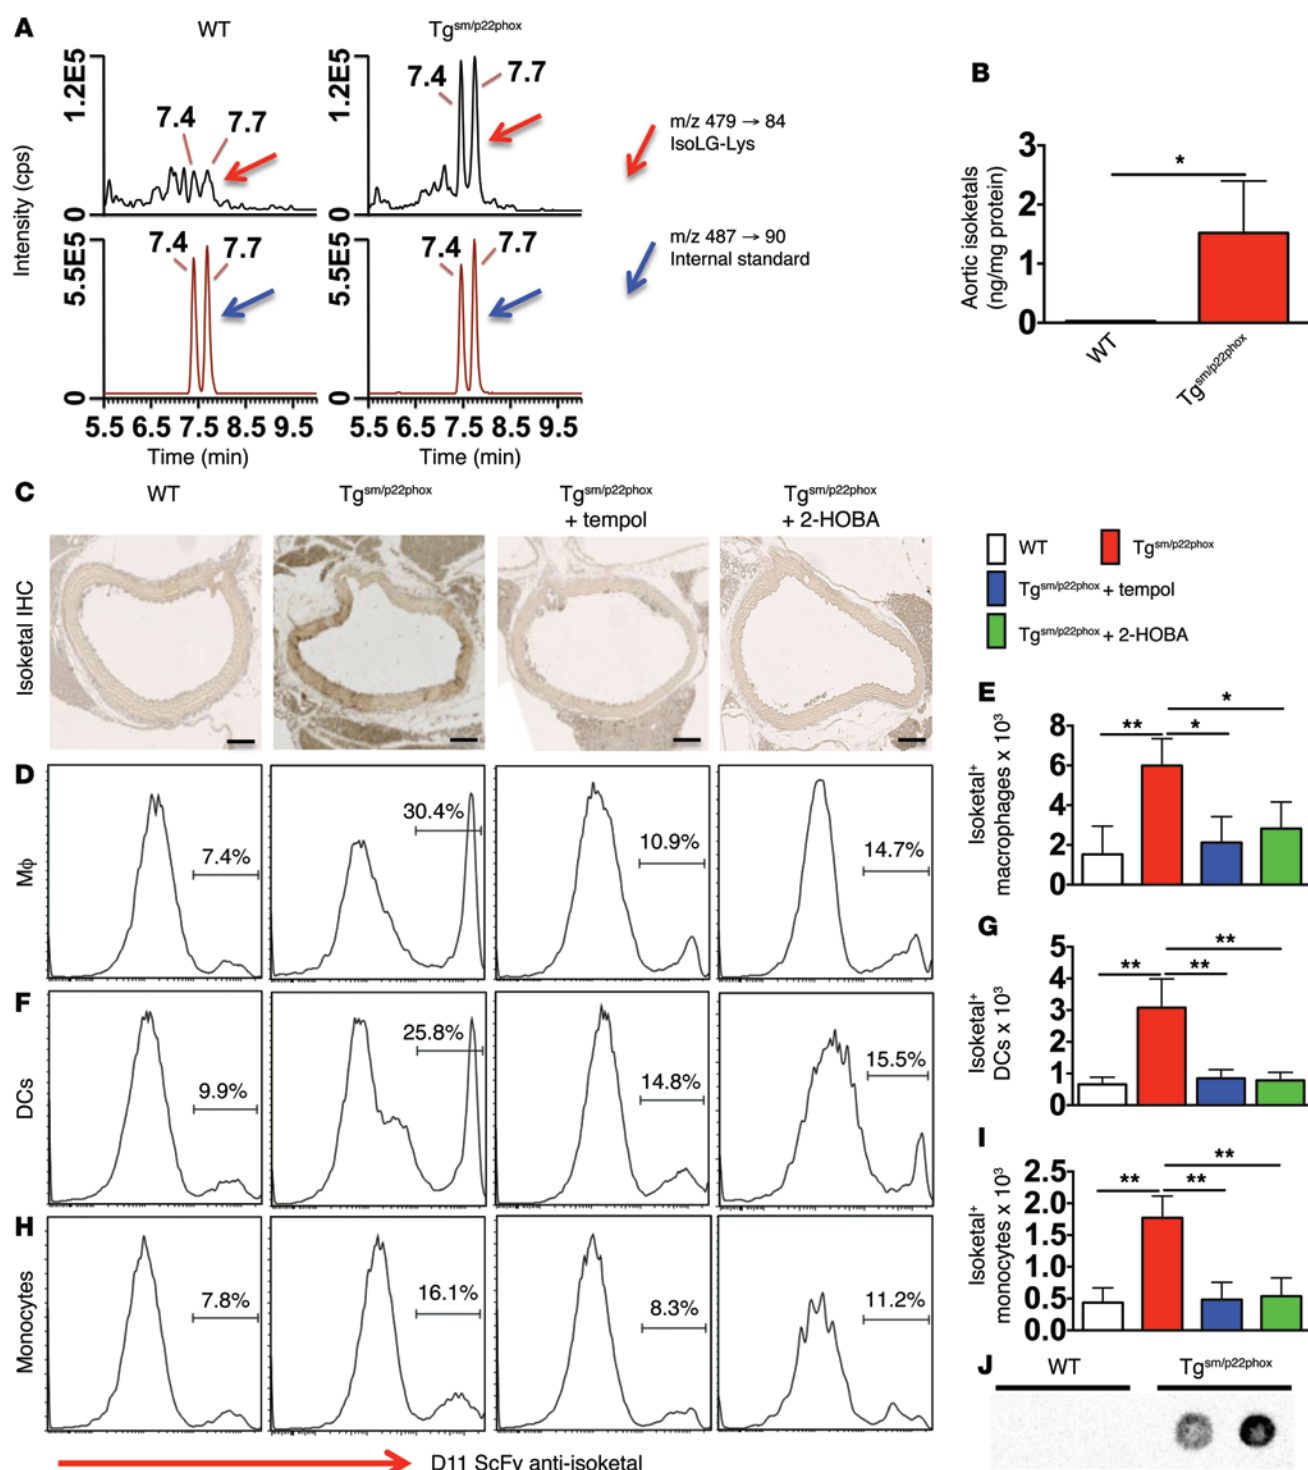 A
WT
Tgsm/p22phox
Intensity (cps)
1.2E5
0
7.4
7.7
1.2E5
0
7.4
7.7
m/z 479 → 84
IsoLG-Lys
5.5E5
0
7.4
7.7
5.5E5
0
7.4
7.7
m/z 487 → 90
Internal standard
5.5 6.5 7.5 8.5 9.5
5.5 6.5 7.5 8.5 9.5
Time (min)
Time (min)
B
Aortic isoketals
(ng/mg protein)
3
2
1
0
*
WT
Tgsm/p22phox
C
WT
Tgsm/p22phox
Tgsm/p22phox
+ tempol
Tgsm/p22phox
+ 2-HOBA
Isoketal IHC
WT
Tgsm/p22phox
Tgsm/p22phox + tempol
Tgsm/p22phox + 2-HOBA
D
Mϕ
7.4%
30.4%
10.9%
14.7%
E
Isoketal+
macrophages x 10³
8
6
4
2
0
**
*
*
F
DCs
9.9%
25.8%
14.8%
15.5%
G
Isoketal+
DCs x 10³
5
4
3
2
1
0
**
**
**
H
Monocytes
7.8%
16.1%
8.3%
11.2%
I
Isoketal+
monocytes x 10³
2.5
2.0
1.5
1.0
0.5
0.0
**
**
**
D11 ScFv anti-isoketal
J
WT
Tgsm/p22phox